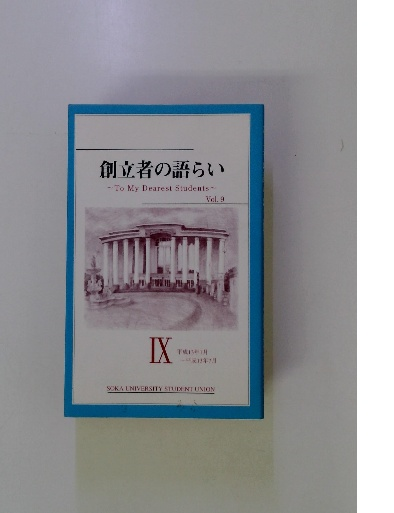 創立者の語らい
～To My Dearest Students～
Vol. 9
IX
SOKA UNIVERSITY STUDENT UNION